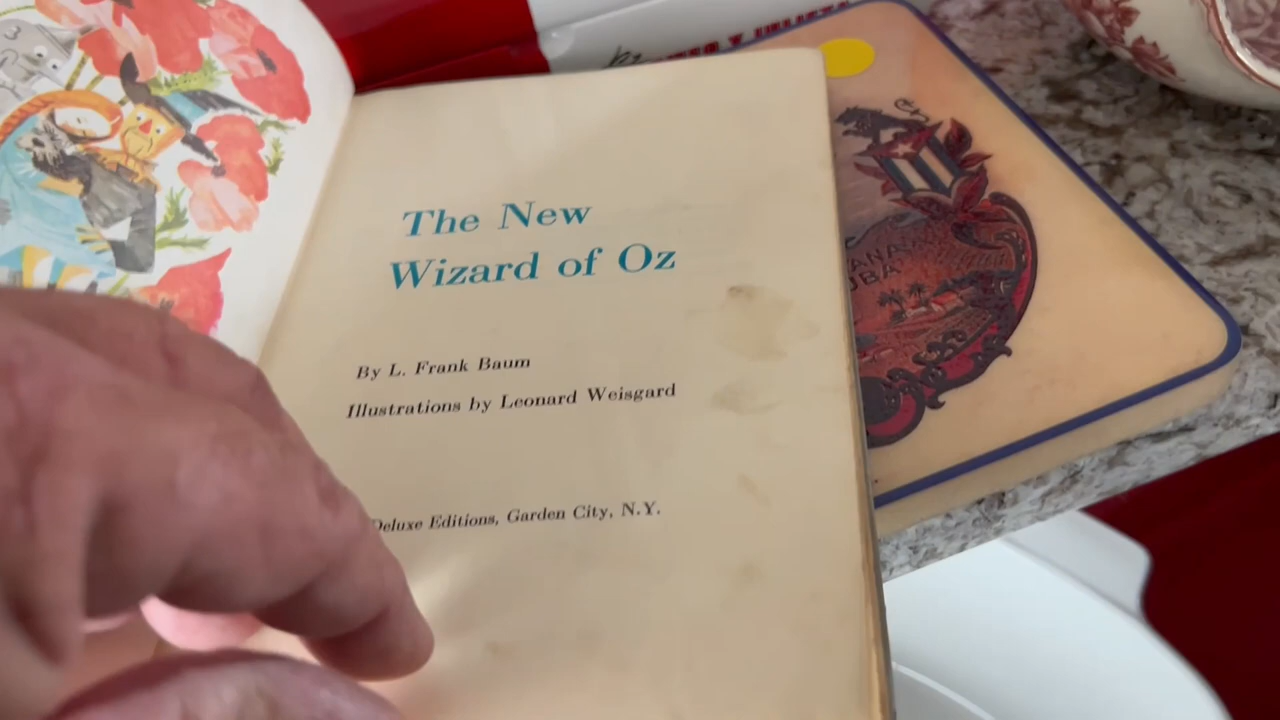 The New
Wizard of Oz
By L. Frank Baum
Illustrations by Leonard Weisgard
Deluxe Editions, Garden City, N.Y.